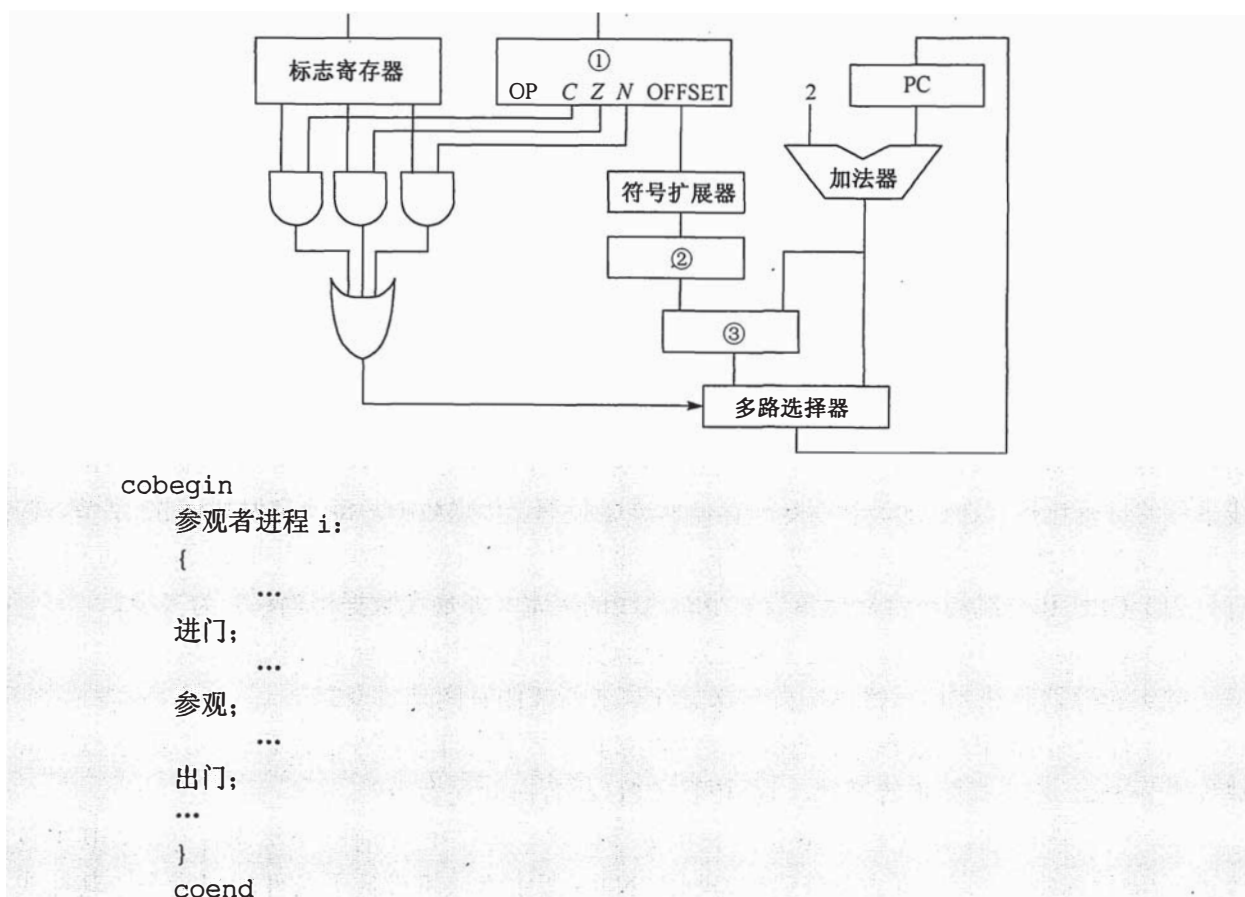 标志寄存器
①
OP C Z N OFFSET
2
PC
加法器
符号扩展器
②
③
多路选择器
cobegin
参观者进程 i;
{
…
进门;
…
参观;
…
出门;
…
}
coend